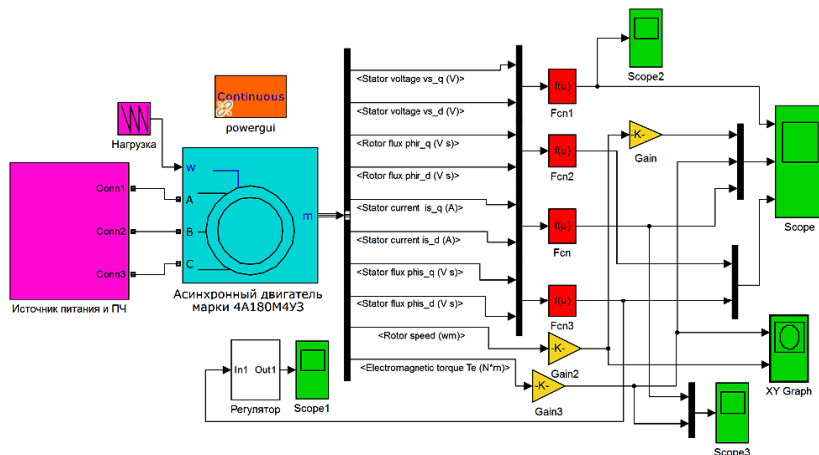 Scope2
<Stator voltage vs_q (V)>
f(u)
Fcn1
Continuous
powergui
<Stator voltage vs_d (V)>
Нагрузка
<Rotor flux phir_q (V s)>
f(u)
Fcn2
-K-
Gain
Scope
<Rotor flux phir_d (V s)>
W
Conn1
A
<Stator current is_q (A)>
m
f(u)
Fcn
Conn2
B
<Stator current is_d (A)>
Conn3
C
<Stator flux phis_q (V s)>
Источник питания и ПЧ
Асинхронный двигатель
марки 4А180М4УЗ
<Stator flux phis_d (V s)>
f(u)
Fcn3
<Rotor speed (wm)>
-K-
Gain2
XY Graph
In1 Out1
Регулятор
Scope1
<Electromagnetic torque Te (N*m)>
-K-
Gain3
Scope3